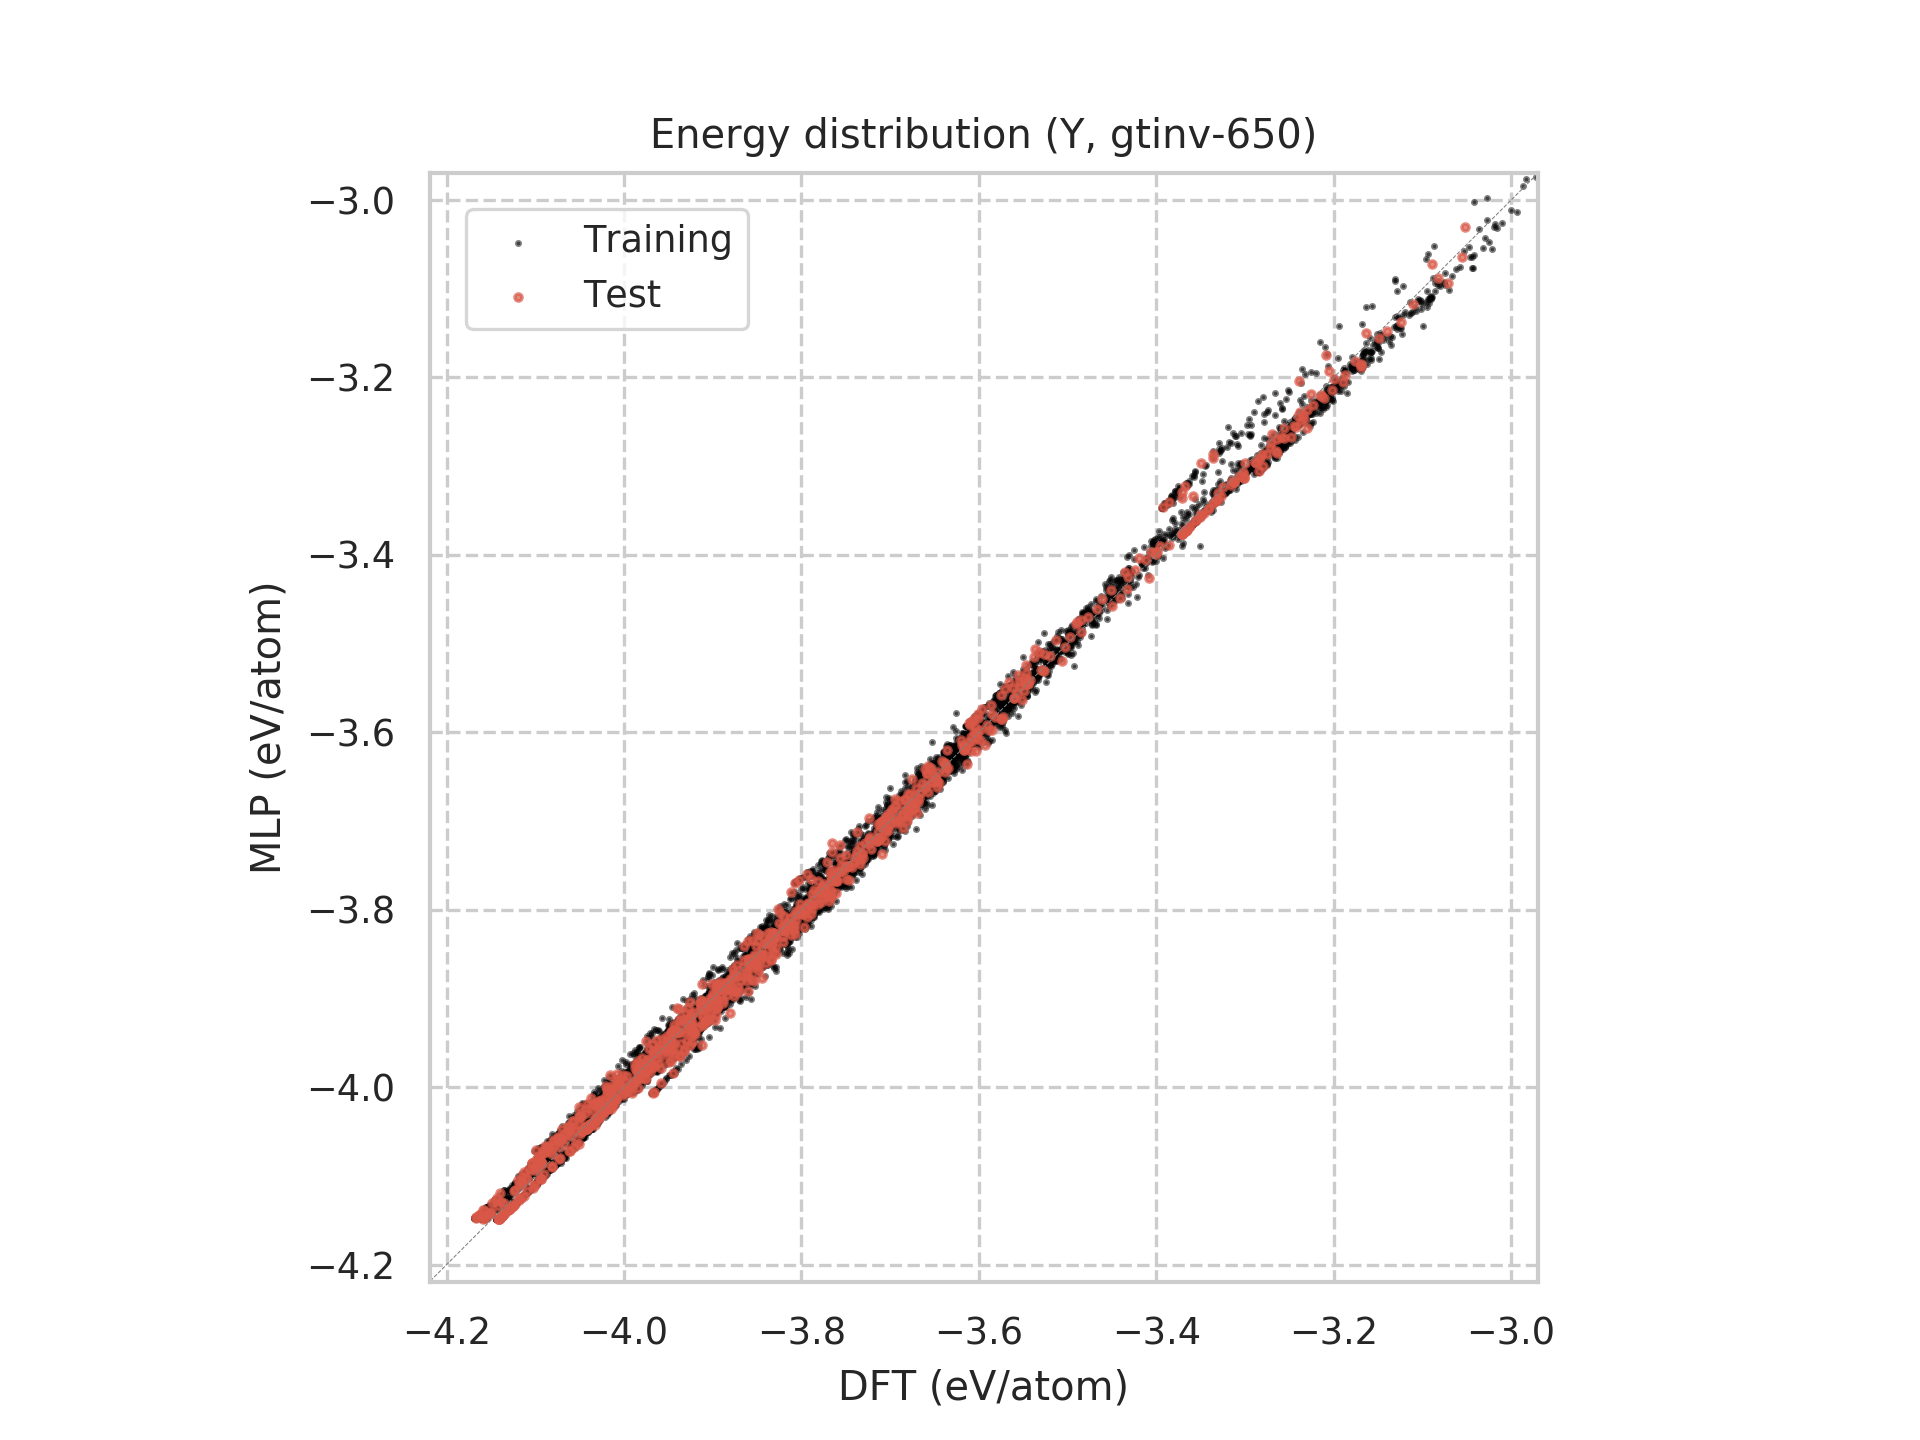 Energy distribution (Y, gtinv-650)
Training
Test
−3.0
−3.2
−3.4
−3.6
−3.8
−4.0
−4.2
MLP (eV/atom)
−4.2 −4.0 −3.8 −3.6 −3.4 −3.2 −3.0
DFT (eV/atom)